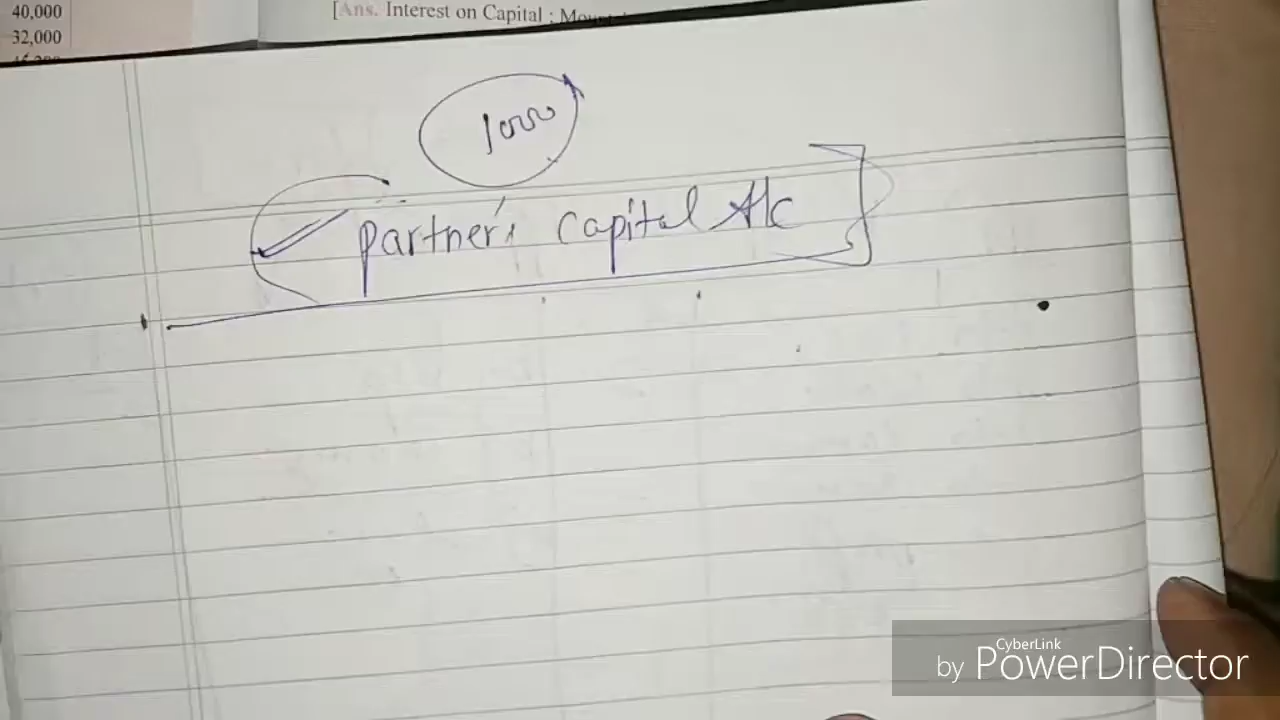 40,000
32,000
[Ans. Interest on Capital :
1000
partner's capital A/c
CyberLink
by PowerDirector